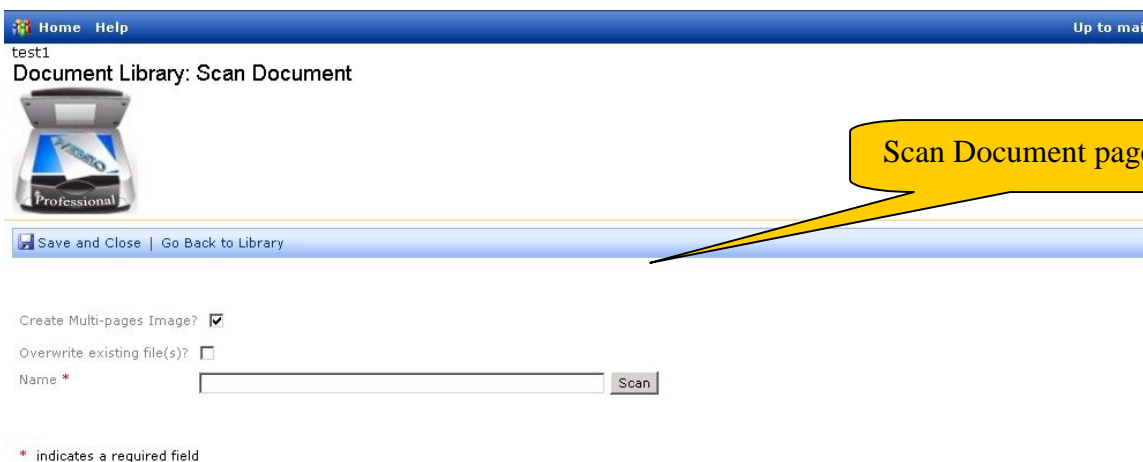 Home Help Up to mai
test1
Document Library: Scan Document
Professional
Scan Document pag
Save and Close | Go Back to Library
Create Multi-pages Image?
Overwrite existing file(s)?
Name *
Scan
* indicates a required field